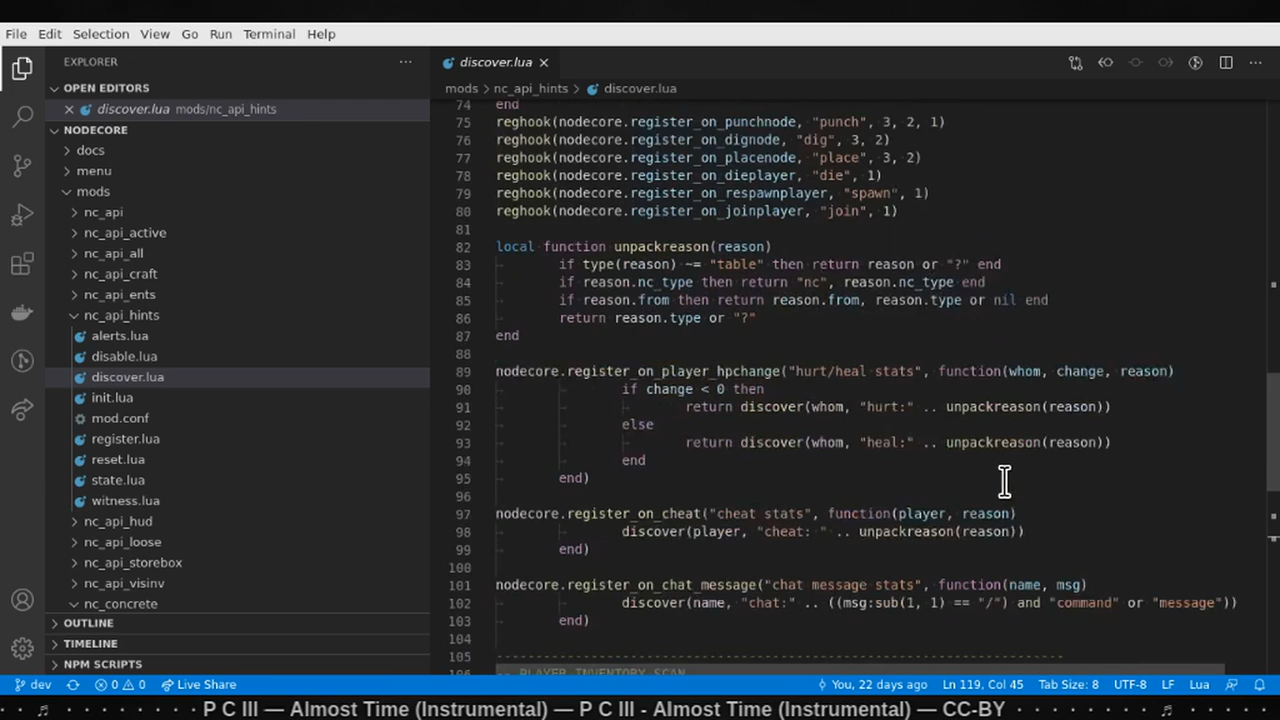 File Edit Selection View Go Run Terminal Help
EXPLORER
OPEN EDITORS
discover.lua mods/nc_api_hints
NODECORE
docs
menu
mods
nc_api
nc_api_active
nc_api_all
nc_api_craft
nc_api_ents
nc_api_hints
alerts.lua
disable.lua
discover.lua
init.lua
mod.conf
register.lua
reset.lua
state.lua
witness.lua
nc_api_hud
nc_api_loose
nc_api_storebox
nc_api_visinv
nc_concrete
OUTLINE
TIMELINE
NPM SCRIPTS
discover.lua
mods > nc_api_hints > discover.lua
74 end
75 reghook(nodecore.register_on_punchnode, "punch", 3, 2, 1)
76 reghook(nodecore.register_on_dignode, "dig", 3, 2)
77 reghook(nodecore.register_on_placenode, "place", 3, 2)
78 reghook(nodecore.register_on_dieplayer, "die", 1)
79 reghook(nodecore.register_on_respawnplayer, "spawn", 1)
80 reghook(nodecore.register_on_joinplayer, "join", 1)
81
82 local function unpackreason(reason)
83 if type(reason) ~= "table" then return reason or "?" end
84 if reason.nc_type then return "nc", reason.nc_type end
85 if reason.from then return reason.from, reason.type or nil end
86 return reason.type or "?"
87 end
88
89 nodecore.register_on_player_hpchange("hurt/heal stats", function(whom, change, reason)
90 if change < 0 then
91 return discover(whom, "hurt:" .. unpackreason(reason))
92 else
93 return discover(whom, "heal:" .. unpackreason(reason))
94 end
95 end)
96
97 nodecore.register_on_cheat("cheat stats", function(player, reason)
98 discover(player, "cheat: " .. unpackreason(reason))
99 end)
100
101 nodecore.register_on_chat_message("chat message stats", function(name, msg)
102 discover(name, "chat:" .. ((msg:sub(1, 1) == "/") and "command" or "message"))
103 end)
104
105 --------------------------------------------------------------------------------
106 -- PLAYER INVENTORY SCAN
dev 0 0 Live Share You, 22 days ago Ln 119, Col 45 Tab Size: 8 UTF-8 LF Lua
P C III — Almost Time (Instrumental) — P C III - Almost Time (Instrumental) — CC-BY